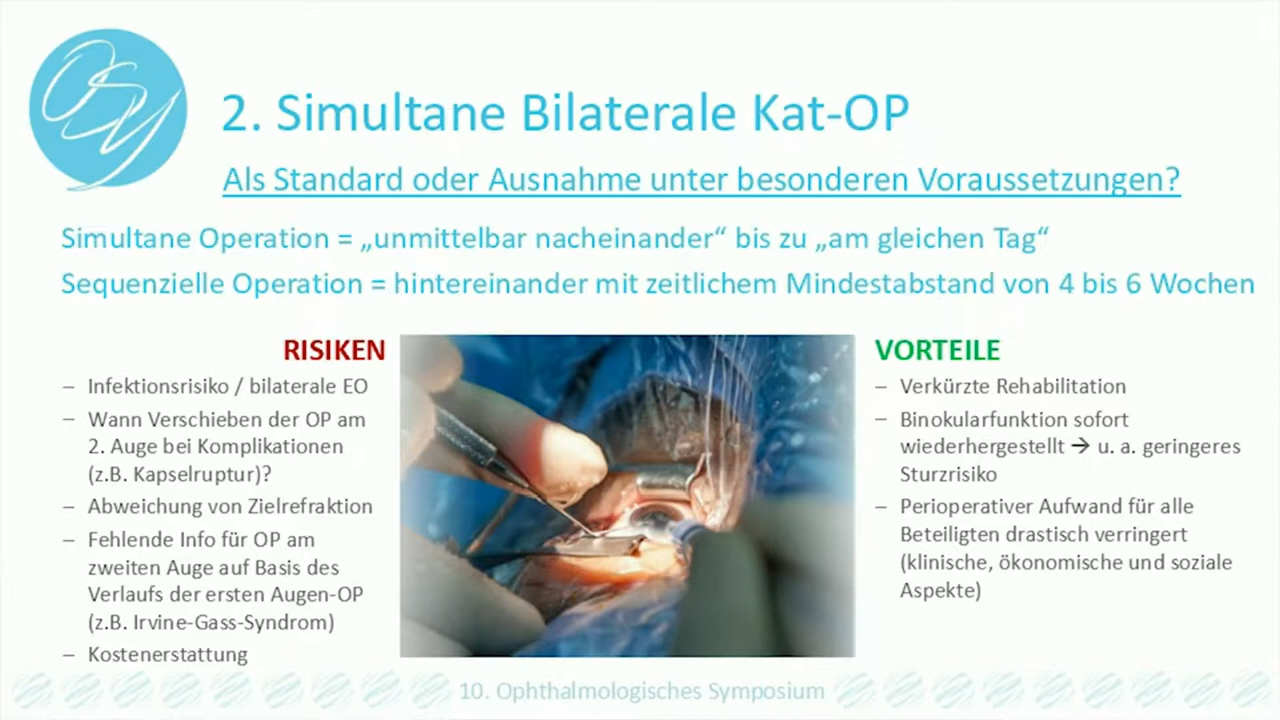 OSY
2. Simultane Bilaterale Kat-OP
Als Standard oder Ausnahme unter besonderen Voraussetzungen?
Simultane Operation = „unmittelbar nacheinander“ bis zu „am gleichen Tag“
Sequenzielle Operation = hintereinander mit zeitlichem Mindestabstand von 4 bis 6 Wochen
RISIKEN
– Infektionsrisiko / bilaterale EO
– Wann Verschieben der OP am
2. Auge bei Komplikationen
(z.B. Kapselruptur)?
– Abweichung von Zielrefraktion
– Fehlende Info für OP am
zweiten Auge auf Basis des
Verlaufs der ersten Augen-OP
(z.B. Irvine-Gass-Syndrom)
– Kostenerstattung
VORTEILE
– Verkürzte Rehabilitation
– Binokularfunktion sofort
wiederhergestellt → u. a. geringeres
Sturzrisiko
– Perioperativer Aufwand für alle
Beteiligten drastisch verringert
(klinische, ökonomische und soziale
Aspekte)
10. Ophthalmologisches Symposium